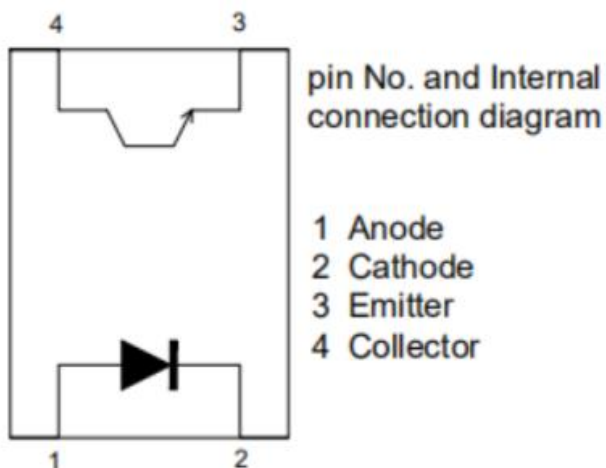 4 3
pin No. and Internal
connection diagram
1 Anode
2 Cathode
3 Emitter
4 Collector
1 2